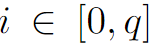 i ∈ [0, q]